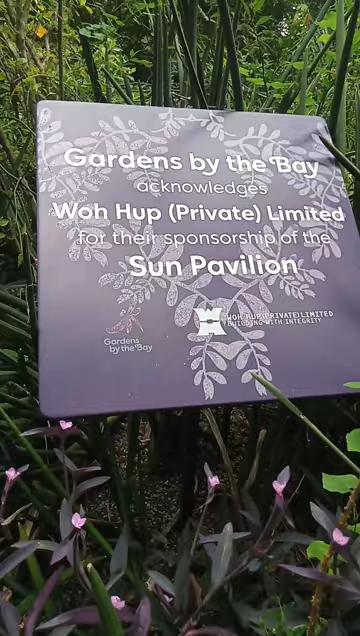 Gardens by the Bay
acknowledges
Woh Hup (Private) Limited
for their sponsorship of the
Sun Pavilion
WOH HUP (PRIVATE) LIMITED
BUILDING WITH INTEGRITY
Gardens
by the Bay